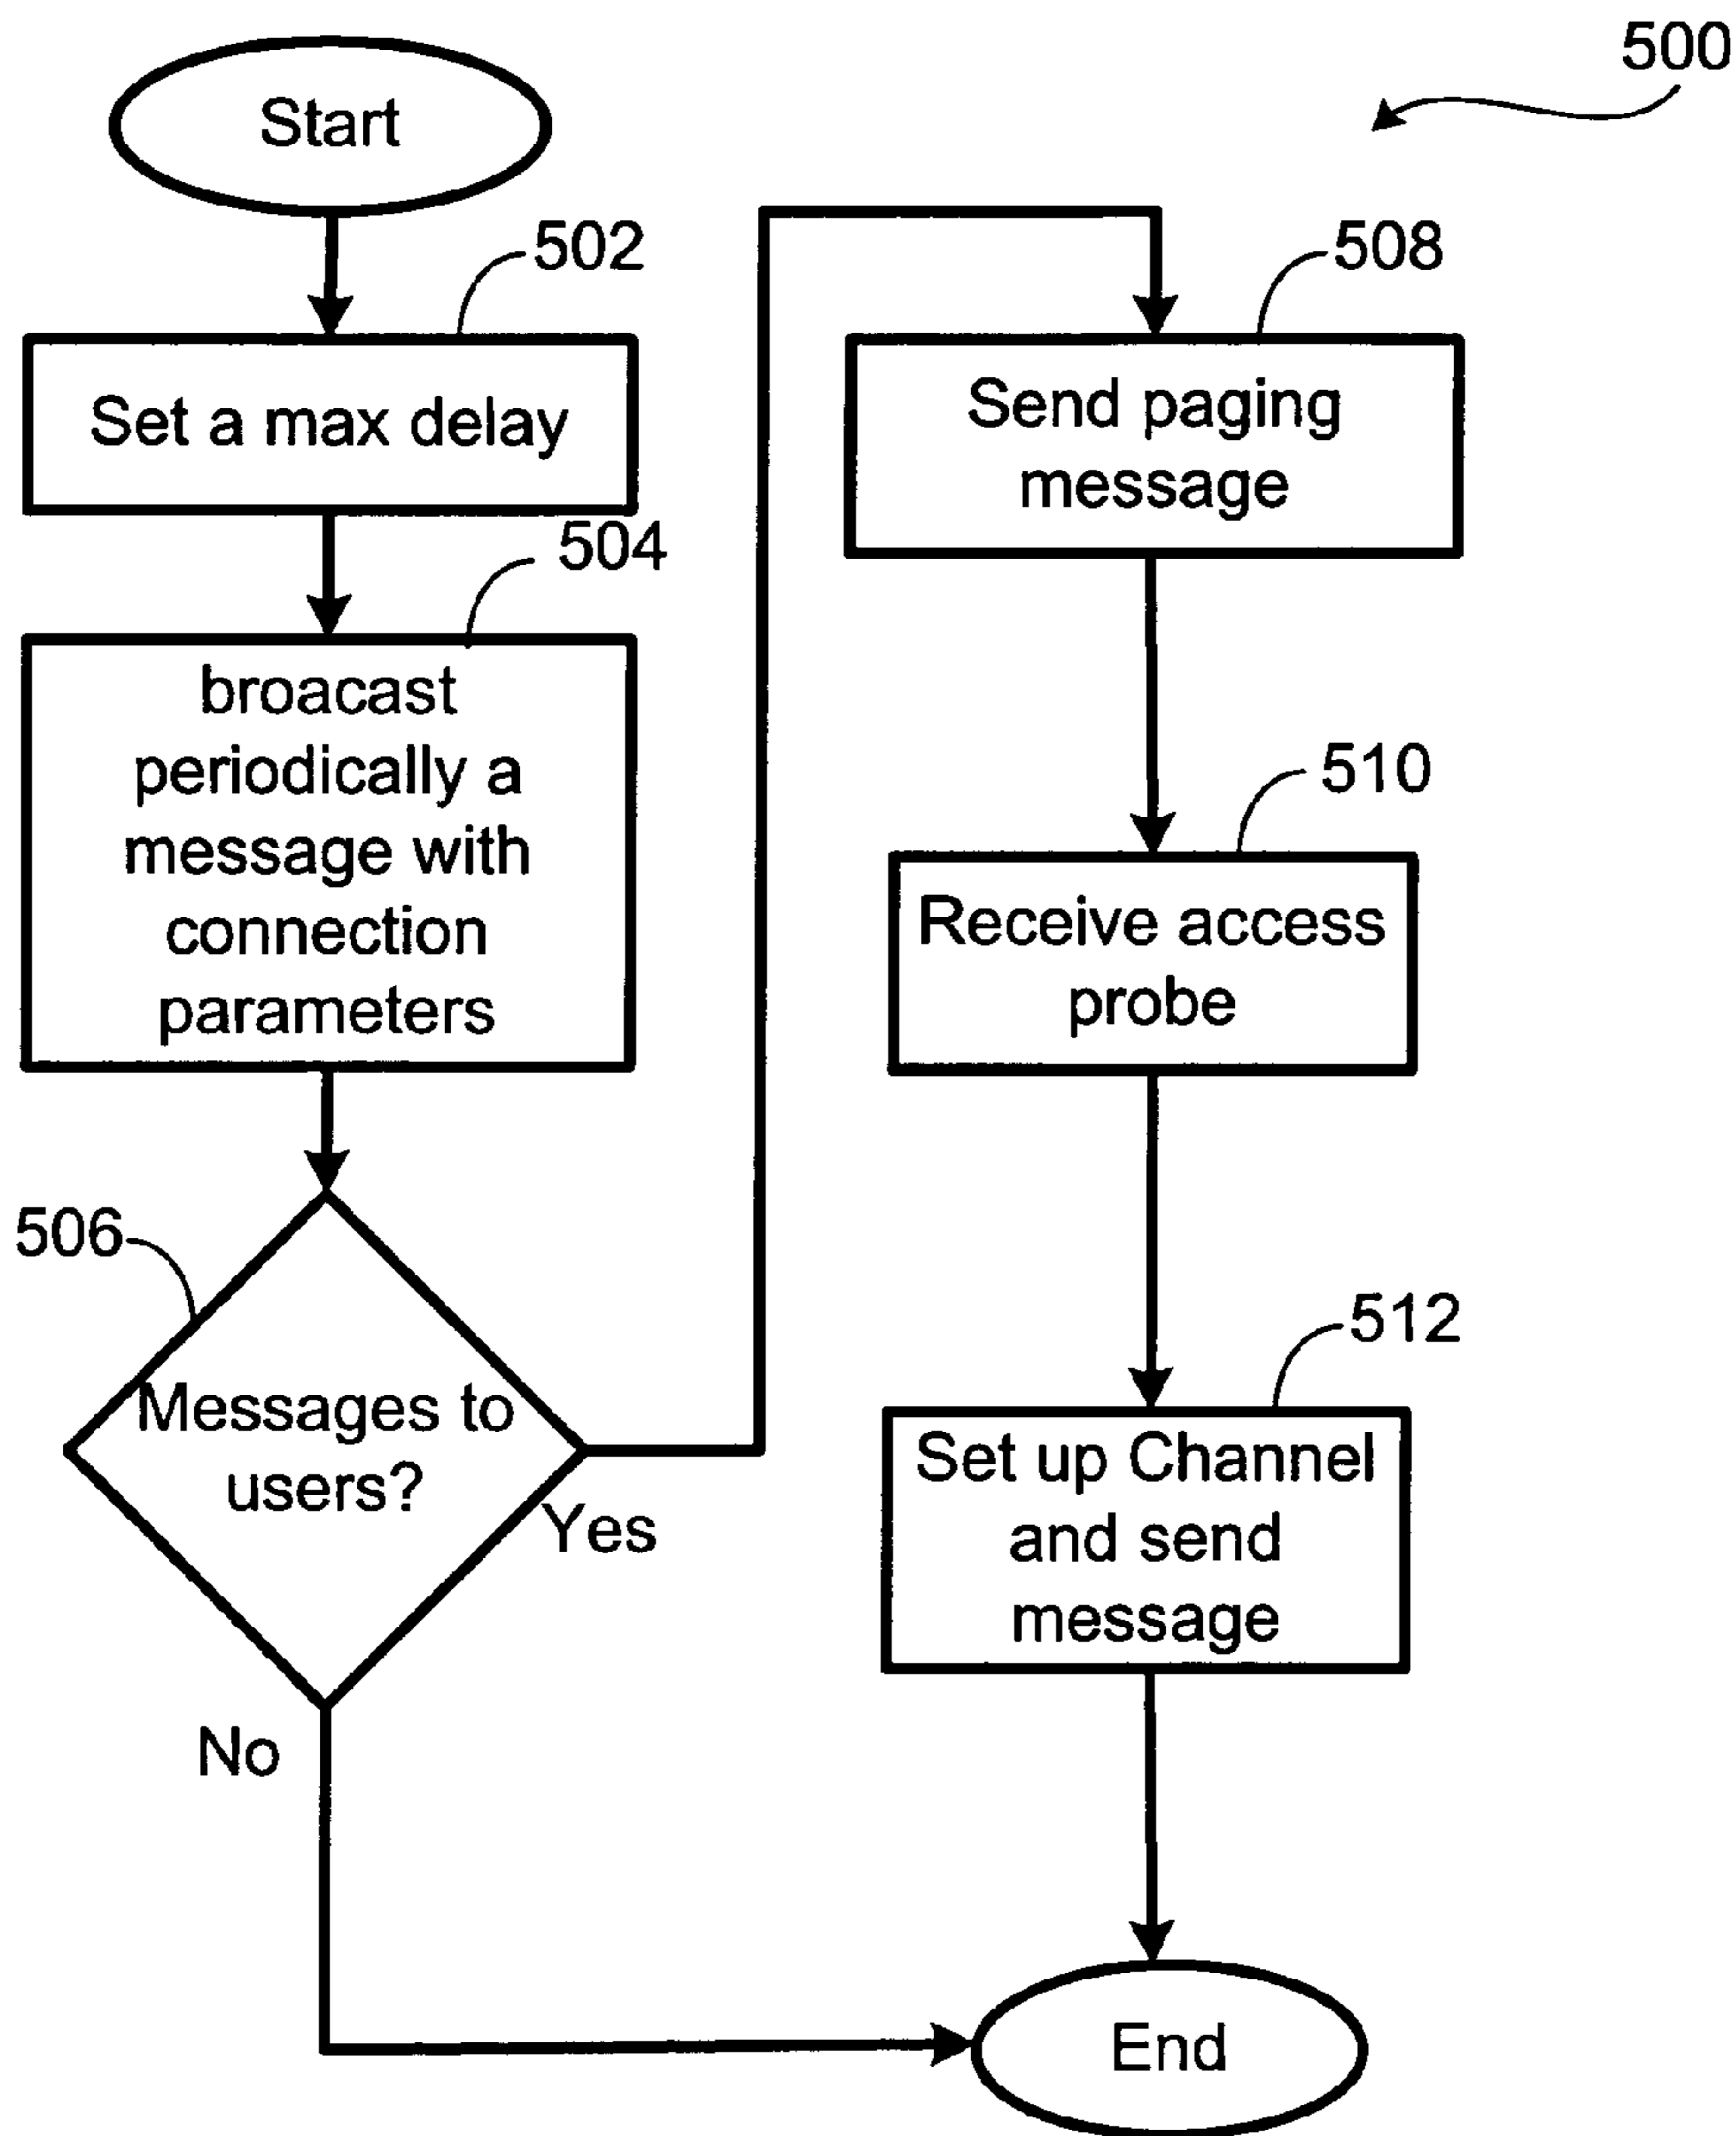 500
Start
502
Set a max delay
504
broacast
periodically a
message with
connection
parameters
506
Messages to
users?
Yes
No
508
Send paging
message
510
Receive access
probe
512
Set up Channel
and send
message
End